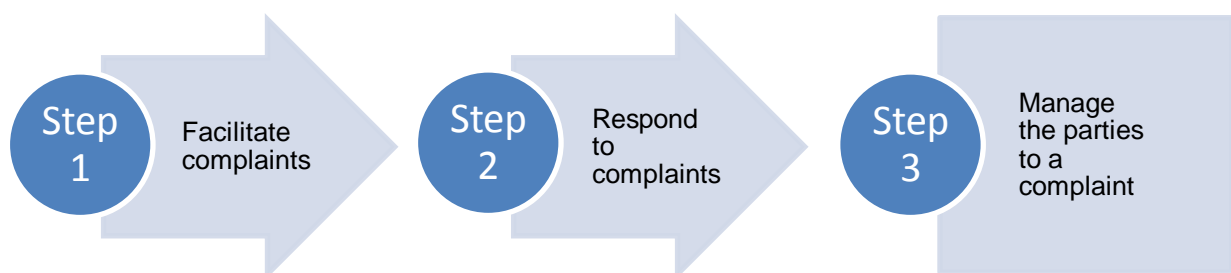 Step
1
Facilitate
complaints
Step
2
Respond
to
complaints
Step
3
Manage
the parties
to a
complaint